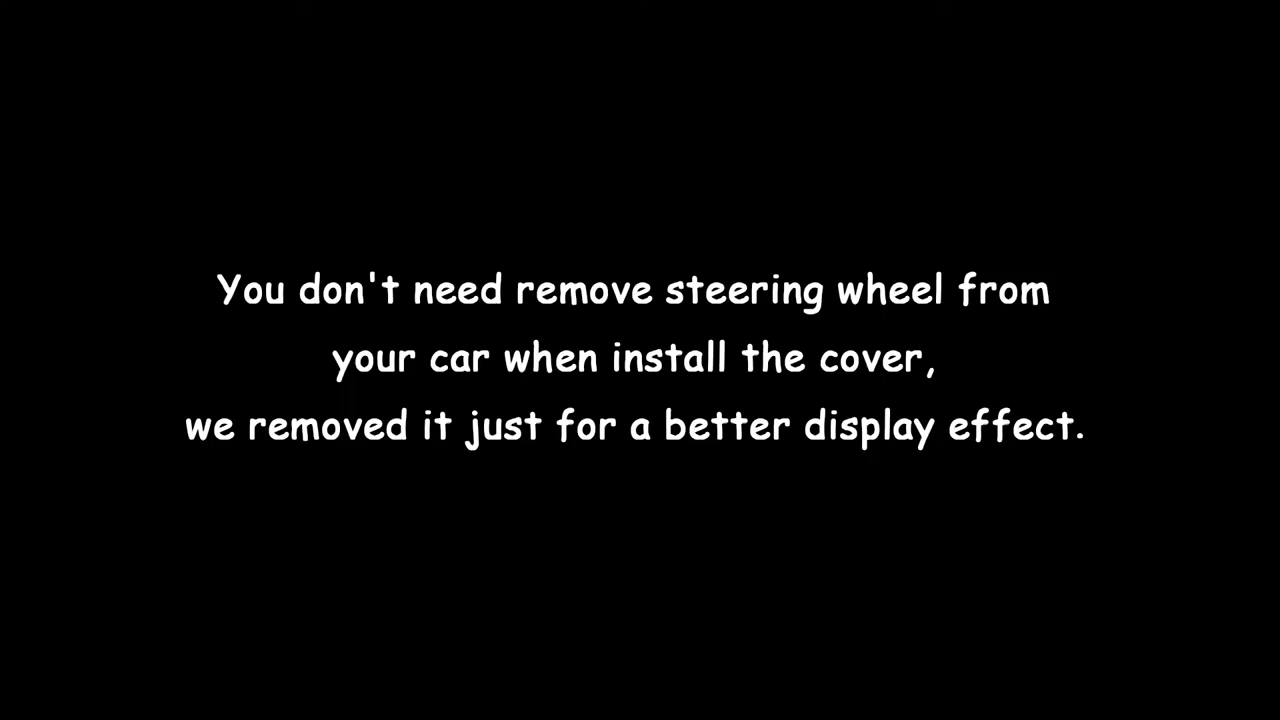 You don't need remove steering wheel from
your car when install the cover,
we removed it just for a better display effect.